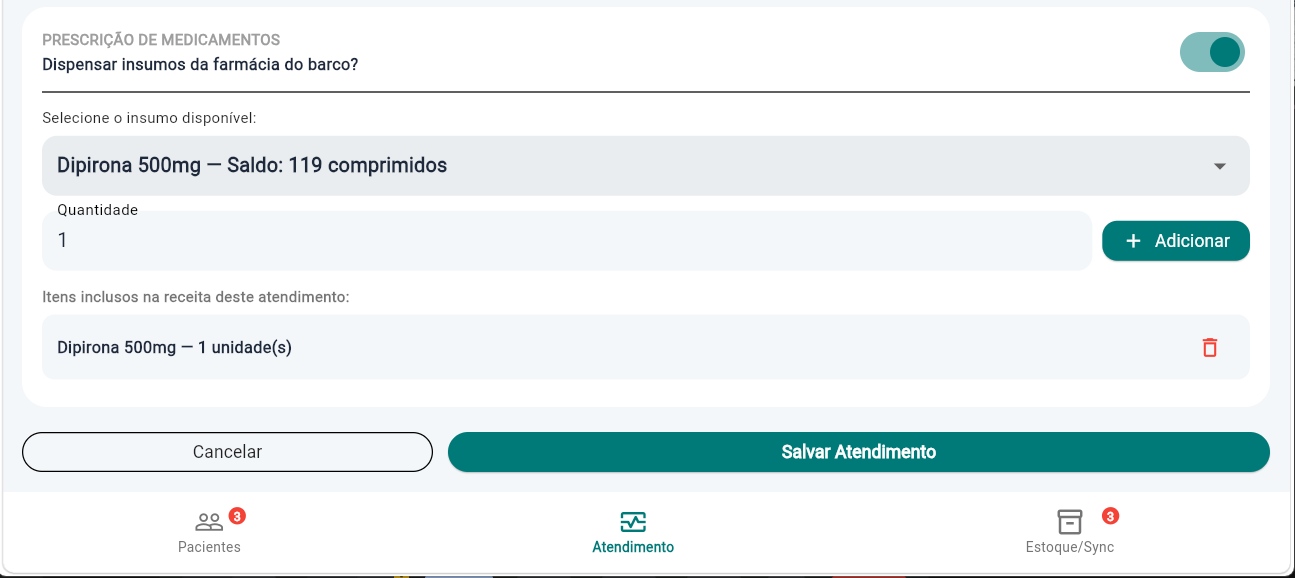 PRESCRIÇÃO DE MEDICAMENTOS
Dispensar insumos da farmácia do barco?
Selecione o insumo disponível:
Dipirona 500mg — Saldo: 119 comprimidos
Quantidade
1
+ Adicionar
Itens inclusos na receita deste atendimento:
Dipirona 500mg — 1 unidade(s)
Cancelar
Salvar Atendimento
3
3
Pacientes
Atendimento
Estoque/Sync